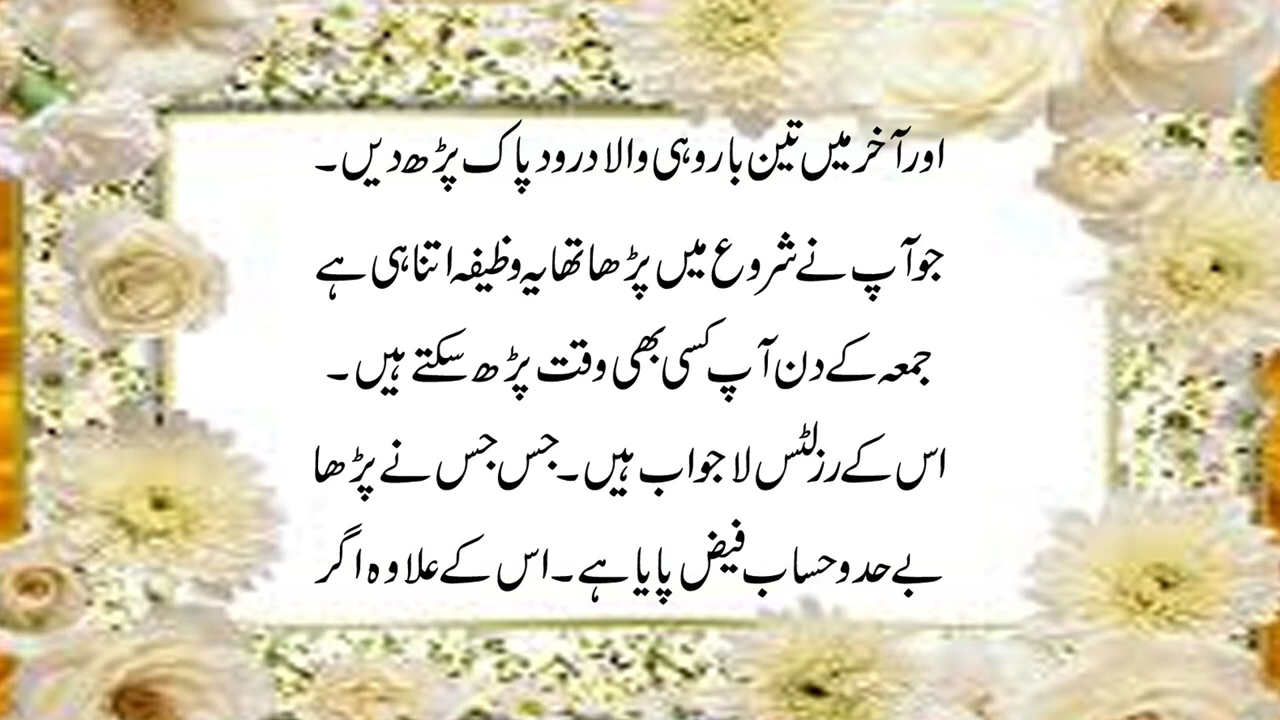 اور آخر میں تین بار وہی والا درود پاک پڑھ دیں۔
جو آپ نے شروع میں پڑھا تھا یہ وظیفہ اتنا ہی ہے
جمعہ کے دن آپ کسی بھی وقت پڑھ سکتے ہیں۔
اس کے رزلٹس لاجواب ہیں۔ جس جس نے پڑھا
بے حد و حساب فیض پایا ہے۔ اس کے علاوہ اگر